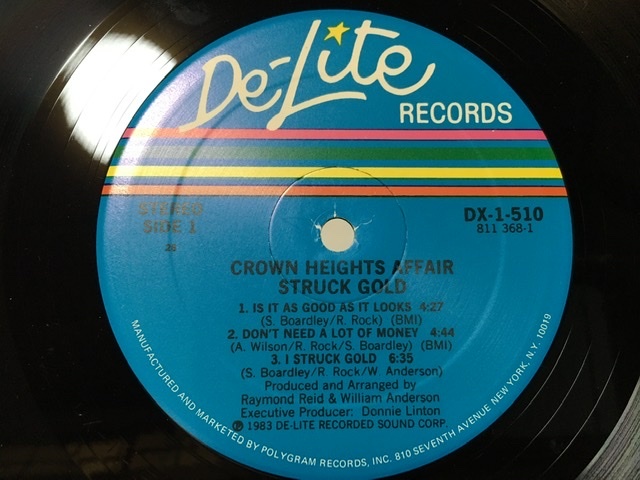 De-Lite
RECORDS
STEREO
SIDE 1
26
DX-1-510
811 368-1
CROWN HEIGHTS AFFAIR
STRUCK GOLD
1. IS IT AS GOOD AS IT LOOKS 4:27
(S. Boardley/R. Rock) (BMI)
2. DON'T NEED A LOT OF MONEY 4:44
(A. Wilson/R. Rock/S. Boardley) (BMI)
3. I STRUCK GOLD 6:35
(S. Boardley/R. Rock/W. Anderson)
Produced and Arranged by
Raymond Reid & William Anderson
Executive Producer: Donnie Linton
℗ 1983 DE-LITE RECORDED SOUND CORP.
MANUFACTURED AND MARKETED BY POLYGRAM RECORDS, INC. 810 SEVENTH AVENUE NEW YORK, N.Y. 10019